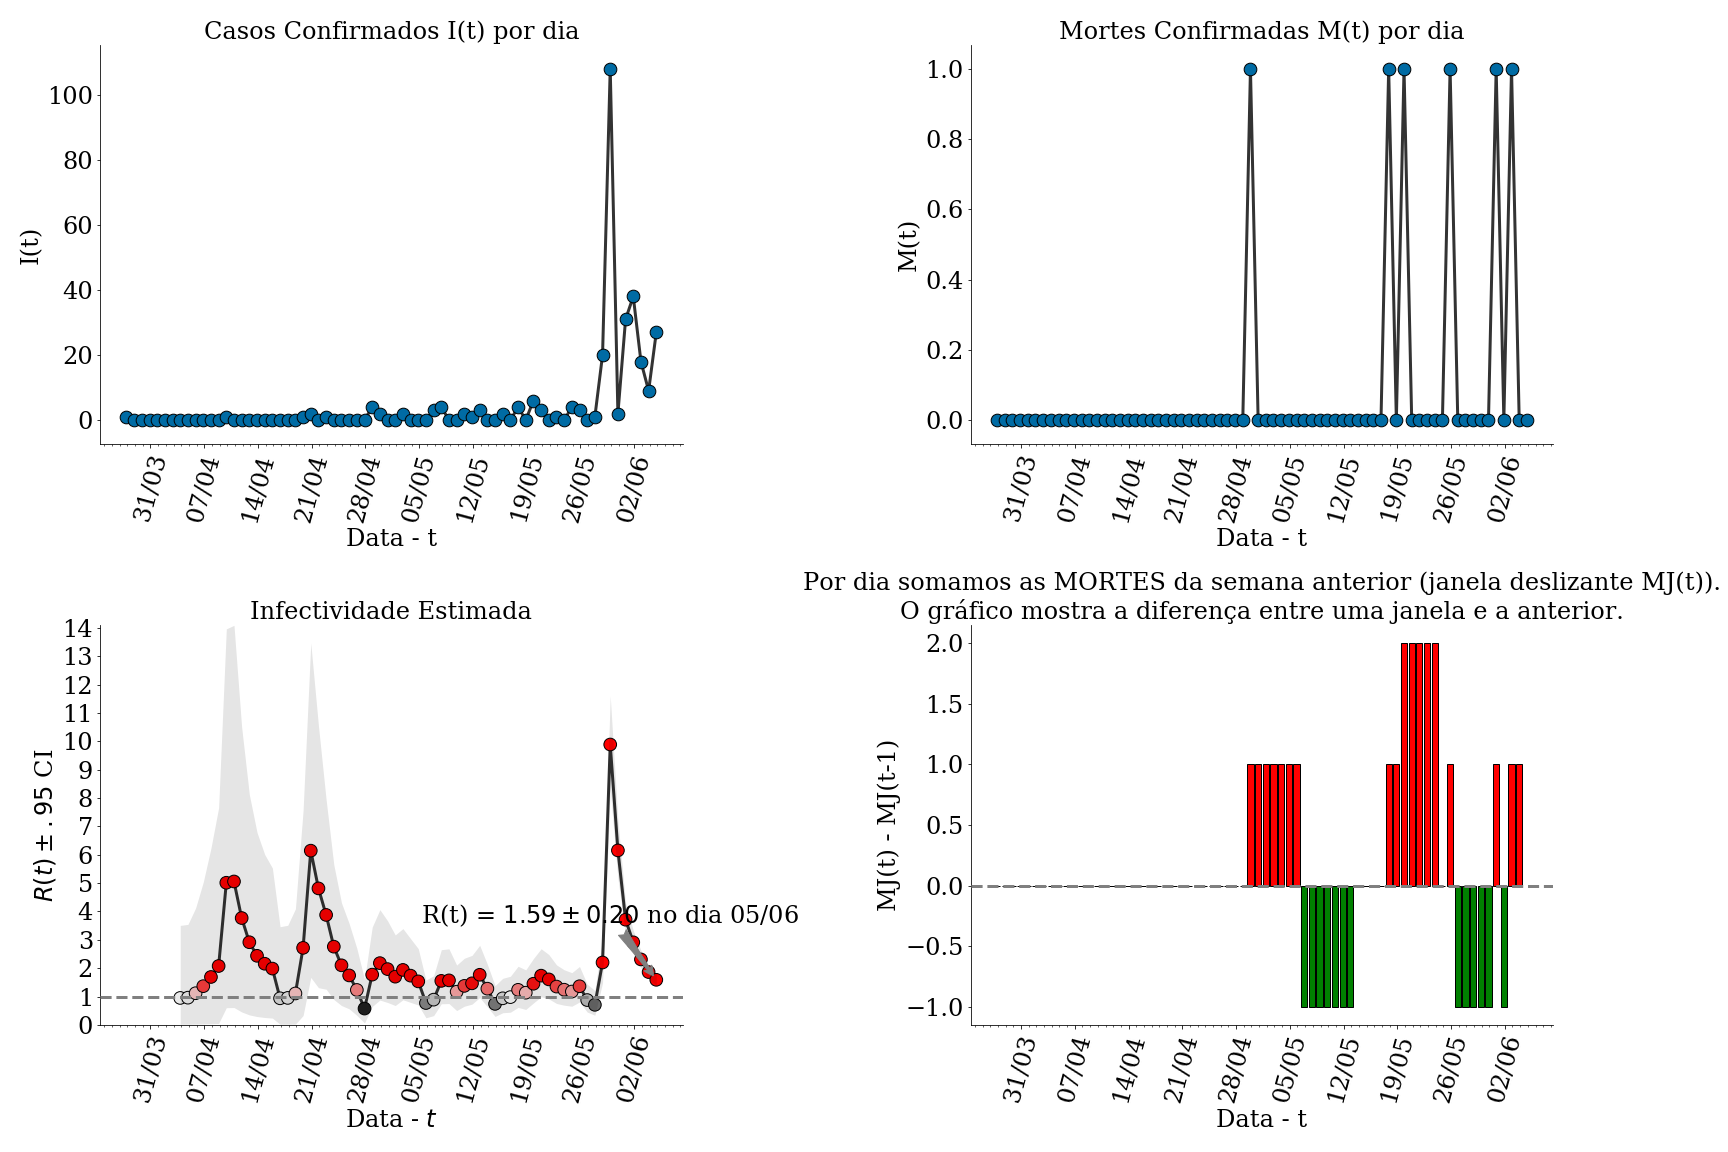 Casos Confirmados I(t) por dia
I(t)
100
80
60
40
20
0
31/03 07/04 14/04 21/04 28/04 05/05 12/05 19/05 26/05 02/06
Data - t
Mortes Confirmadas M(t) por dia
M(t)
1.0
0.8
0.6
0.4
0.2
0.0
31/03 07/04 14/04 21/04 28/04 05/05 12/05 19/05 26/05 02/06
Data - t
Infectividade Estimada
R(t) ± .95 CI
14
13
12
11
10
9
8
7
6
5
4
3
2
1
0
R(t) = 1.59 ± 0.20 no dia 05/06
31/03 07/04 14/04 21/04 28/04 05/05 12/05 19/05 26/05 02/06
Data - t
Por dia somamos as MORTES da semana anterior (janela deslizante MJ(t)).
O gráfico mostra a diferença entre uma janela e a anterior.
MJ(t) - MJ(t-1)
2.0
1.5
1.0
0.5
0.0
−0.5
−1.0
31/03 07/04 14/04 21/04 28/04 05/05 12/05 19/05 26/05 02/06
Data - t